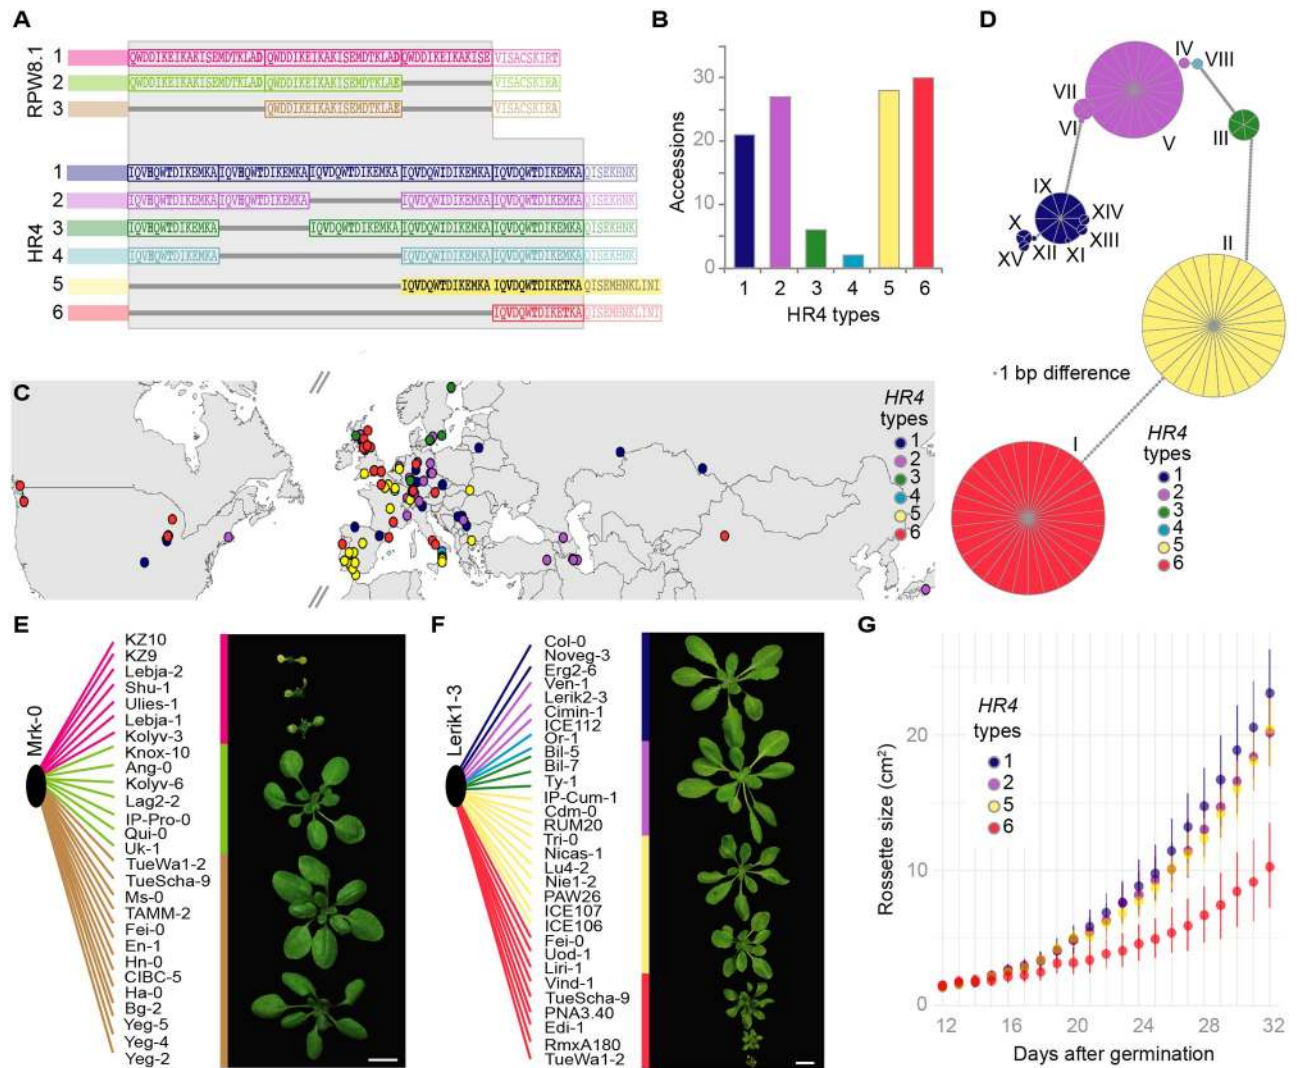 A
RPW8.1
1 QWDDIKEIKAKISEMDTKLAD QWDDIKEIKAKISEMDTKLAD QWDDIKEIKAKISE VISACSKIRT
2 QWDDIKEIKAKISEMDTKLAD QWDDIKEIKAKISEMDTKLAE VISACSKIRA
3 QWDDIKEIKAKISEMDTKLAE VISACSKIRA
HR4
1 IQVHQWTDIKEMKA IQVHQWTDIKEMKA IQVDQWTDIKEMKA IQVDQWIDIKEMKA IQVDQWTDIKEMKA QISEKHNK
2 IQVHQWTDIKEMKA IQVHQWTDIKEMKA IQVDQWIDIKEMKA IQVDQWTDIKEMKA QISEKHNK
3 IQVHQWTDIKEMKA IQVDQWTDIKEMKA IQVDQWIDIKEMKA IQVDQWTDIKEMKA QISEKHNK
4 IQVHQWTDIKEMKA IQVDQWIDIKEMKA IQVDQWTDIKEMKA QISEKHNK
5 IQVDQWTDIKEMKA IQVDQWTDIKETKA QISEMHNKLINI
6 IQVDQWTDIKETKA QISEMHNKLINI
B
Accessions
30
20
10
0
1 2 3 4 5 6
HR4 types
C
HR4
types
1
2
3
4
5
6
D
IV
VIII
VII
VI
V
III
IX
X
XIV
XV
XII
XI
XIII
II
1 bp difference
I
HR4
types
1
2
3
4
5
6
E
Mrk-0
KZ10
KZ9
Lebja-2
Shu-1
Ulies-1
Lebja-1
Kolyv-3
Knox-10
Ang-0
Kolyv-6
Lag2-2
IP-Pro-0
Qui-0
Uk-1
TueWa1-2
TueScha-9
Ms-0
TAMM-2
Fei-0
En-1
Hn-0
CIBC-5
Ha-0
Bg-2
Yeg-5
Yeg-4
Yeg-2
F
Lerik1-3
Col-0
Noveg-3
Erg2-6
Ven-1
Lerik2-3
Cimin-1
ICE112
Or-1
Bil-5
Bil-7
Ty-1
IP-Cum-1
Cdm-0
RUM20
Tri-0
Nicas-1
Lu4-2
Nie1-2
PAW26
ICE107
ICE106
Fei-0
Uod-1
Liri-1
Vind-1
TueScha-9
PNA3.40
Edi-1
RmxA180
TueWa1-2
G
HR4
types
1
2
5
6
Rossette size (cm²)
20
10
0
12 16 20 24 28 32
Days after germination